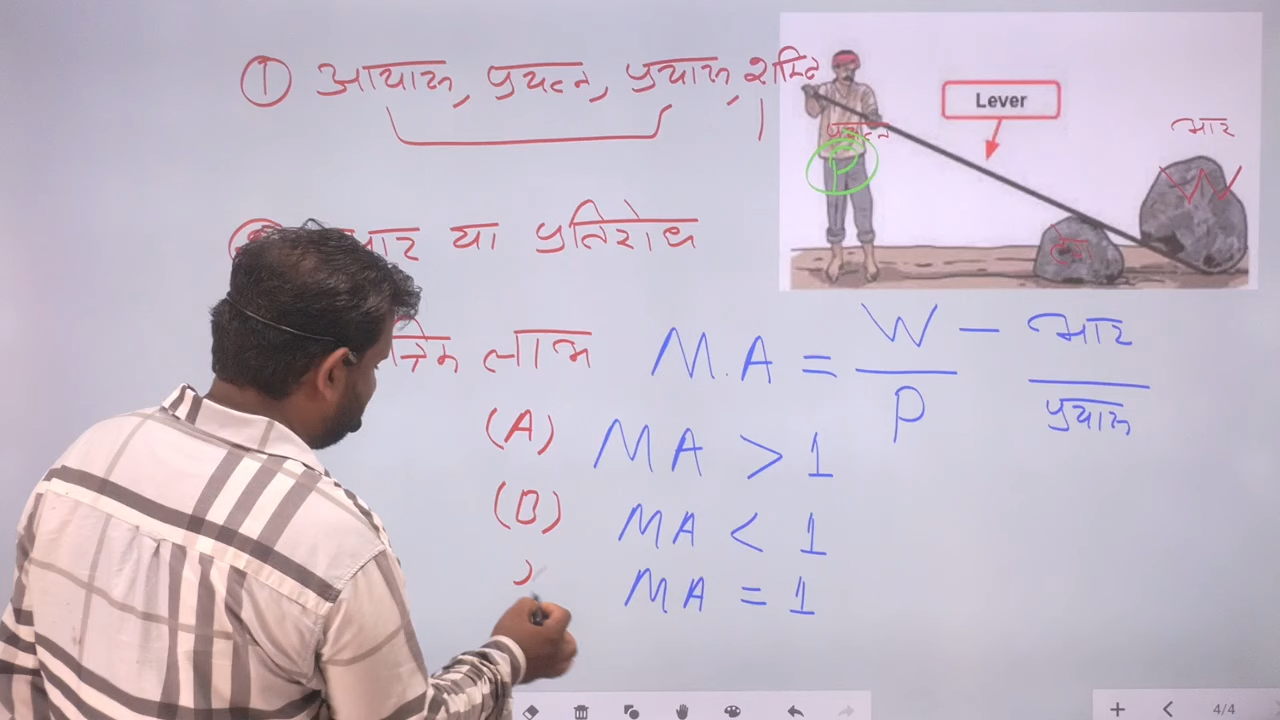 ① आयास, प्रयत्न, प्रयास, शक्ति
Lever
भार
प्रयत्न
P
W
भार या प्रतिरोध
लाभ M.A = W/P - भार/प्रयास
(A) MA > 1
(B) MA < 1
) MA = 1
4/4